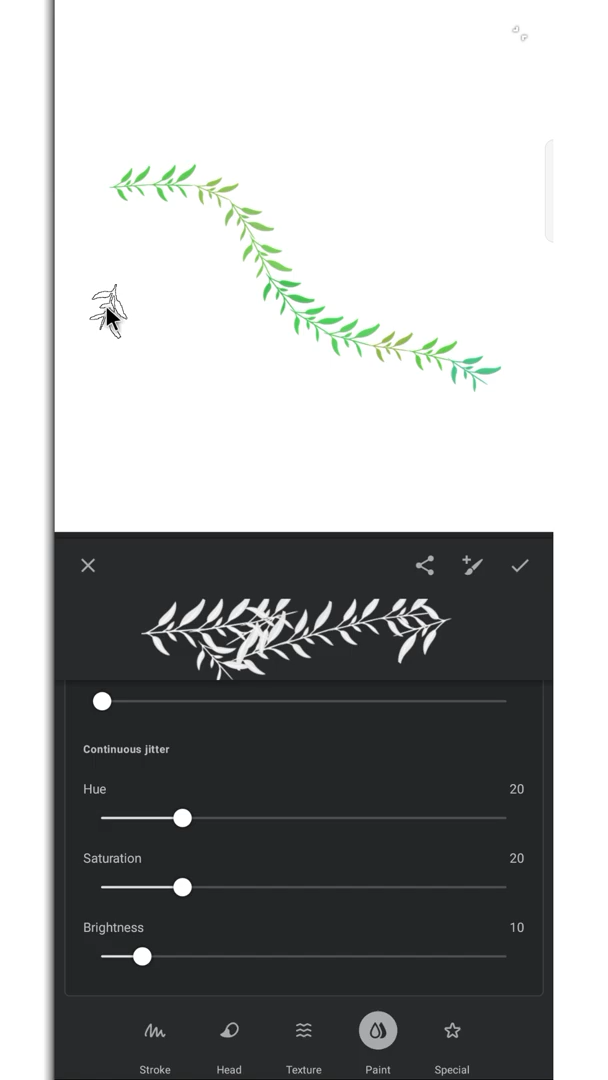 Continuous jitter
Hue 20
Saturation 20
Brightness 10
Stroke Head Texture Paint Special